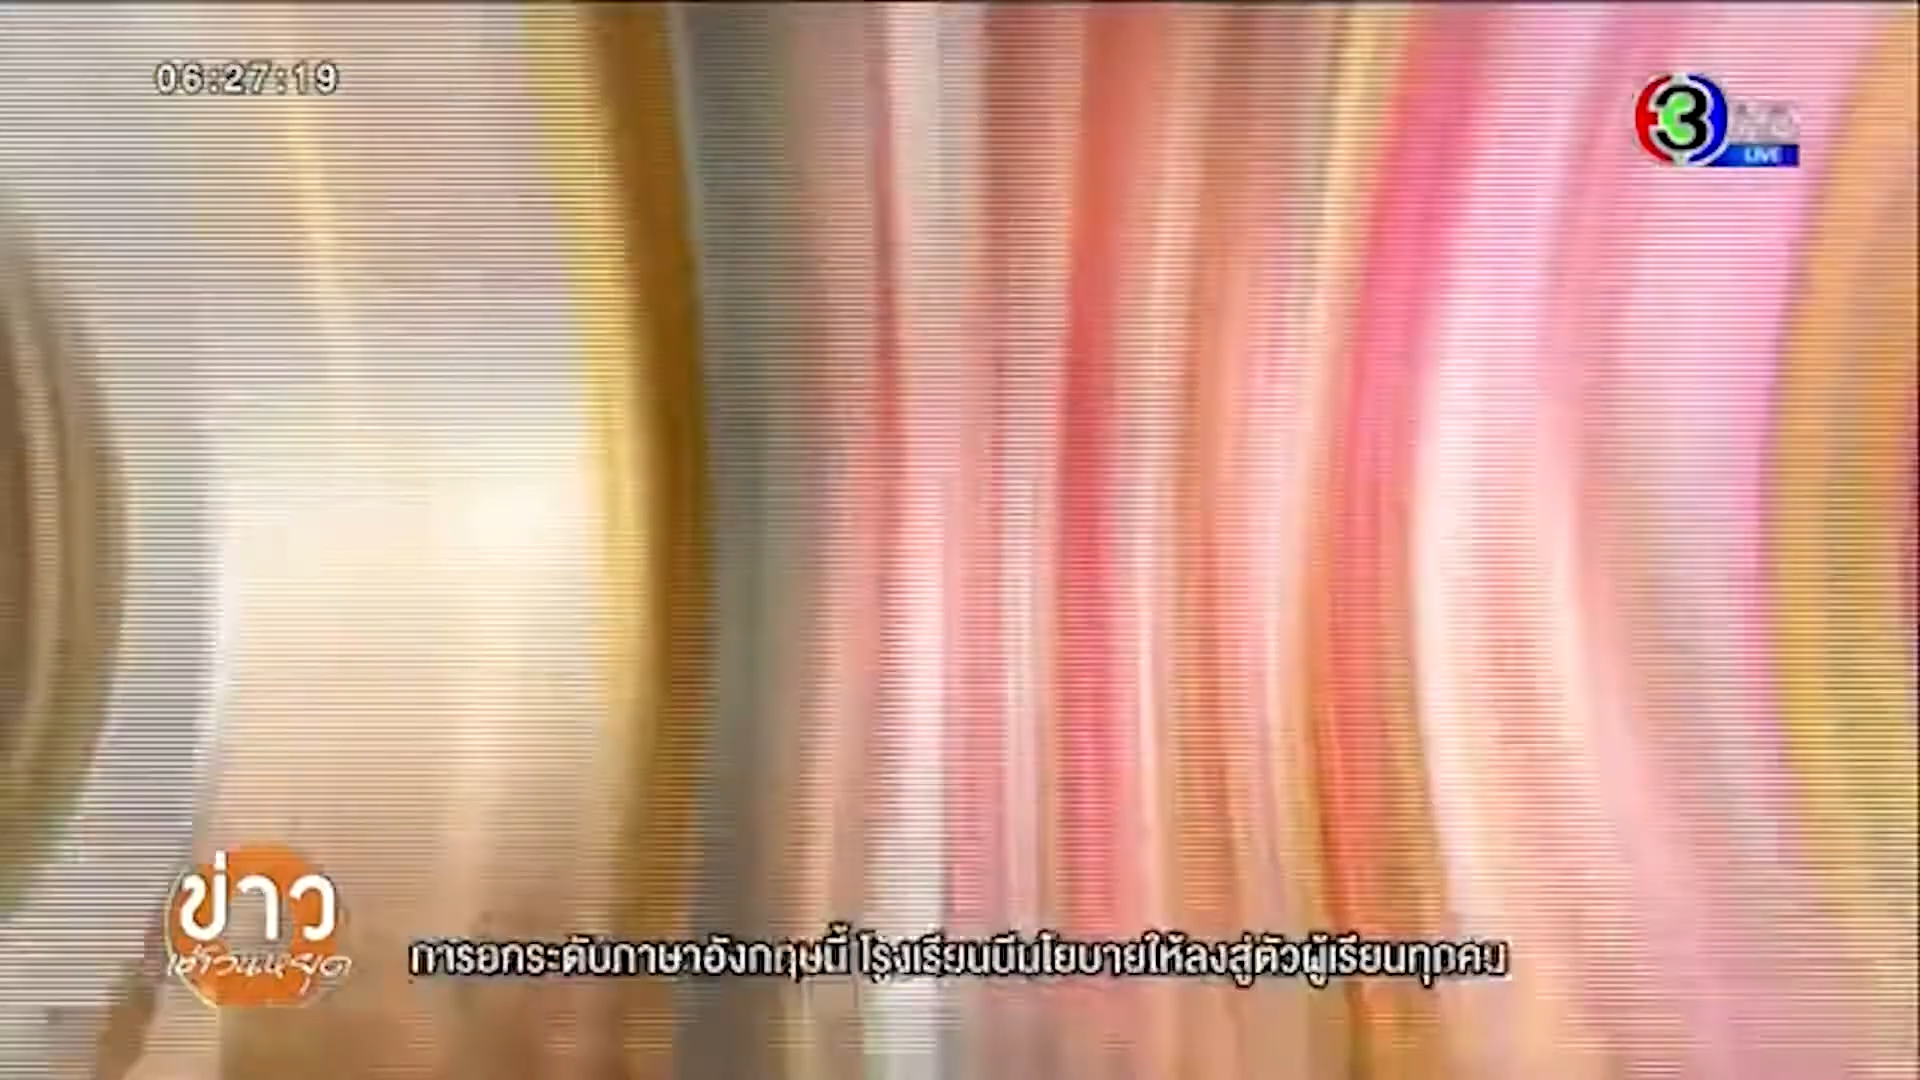 06:27:19
3
LIVE
ข่าว
เช้าวันหยุด
การยกระดับภาษาอังกฤษนี้ โรงเรียนมีนโยบายให้ลงสู่ตัวผู้เรียนทุกคน